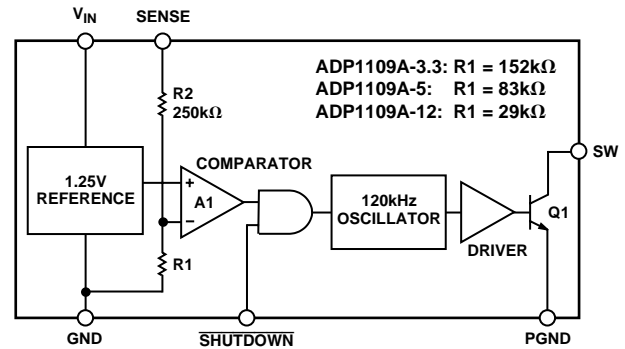 V_IN SENSE
ADP1109A-3.3: R1 = 152kΩ
ADP1109A-5: R1 = 83kΩ
ADP1109A-12: R1 = 29kΩ
R2
250kΩ
SW
COMPARATOR
1.25V
REFERENCE
+
A1
−
120kHz
OSCILLATOR
Q1
DRIVER
R1
GND SHUTDOWN PGND